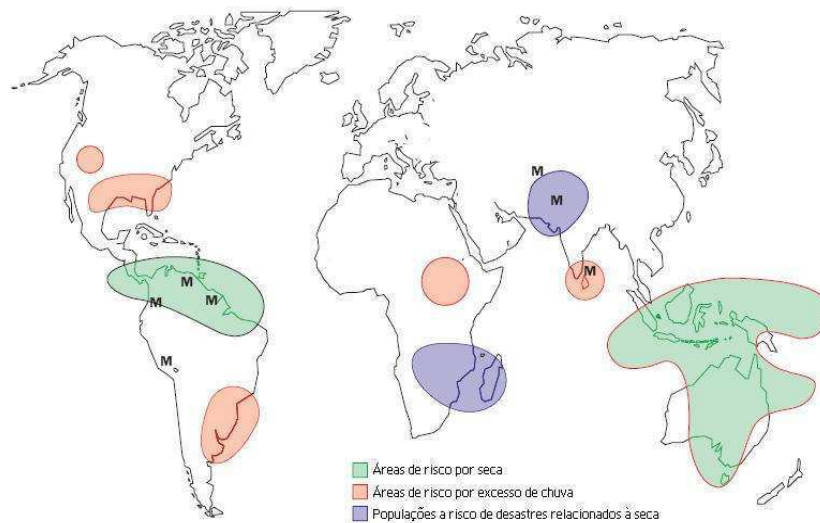 M
M
M
M
M
M
M
Áreas de risco por seca
Áreas de risco por excesso de chuva
Populações a risco de desastres relacionados à seca